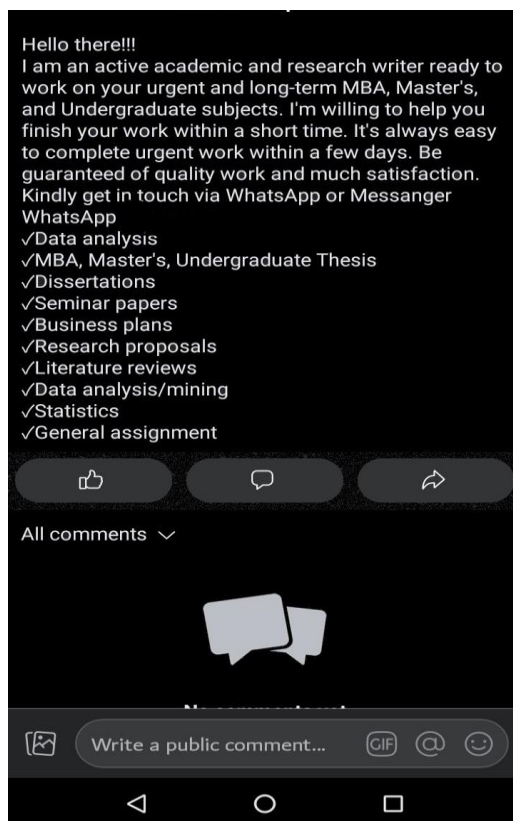 Hello there!!!
I am an active academic and research writer ready to
work on your urgent and long-term MBA, Master's,
and Undergraduate subjects. I'm willing to help you
finish your work within a short time. It's always easy
to complete urgent work within a few days. Be
guaranteed of quality work and much satisfaction.
Kindly get in touch via WhatsApp or Messanger
WhatsApp
✓Data analysis
✓MBA, Master's, Undergraduate Thesis
✓Dissertations
✓Seminar papers
✓Business plans
✓Research proposals
✓Literature reviews
✓Data analysis/mining
✓Statistics
✓General assignment
All comments
Write a public comment...
GIF @